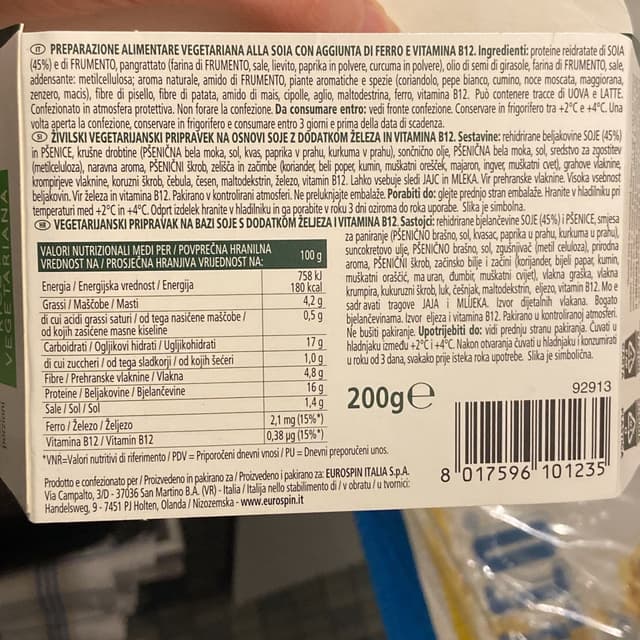 IT PREPARAZIONE ALIMENTARE VEGETARIANA ALLA SOIA CON AGGIUNTA DI FERRO E VITAMINA B12. Ingredienti: proteine reidratate di SOIA
(45%) e di FRUMENTO, pangrattato (farina di FRUMENTO, sale, lievito, paprika in polvere, curcuma in polvere), olio di semi di girasole, farina di FRUMENTO, sale,
addensante: metilcellulosa; aroma naturale, amido di FRUMENTO, piante aromatiche e spezie (coriandolo, pepe bianco, cumino, noce moscata, maggiorana,
zenzero, macis), fibre di pisello, fibre di patata, amido di mais, cipolle, aglio, maltodestrina, ferro, vitamina B12. Può contenere tracce di UOVA e LATTE.
Confezionato in atmosfera protettiva. Non forare la confezione. Da consumare entro: vedi fronte confezione. Conservare in frigorifero tra +2°C e +4°C. Una
volta aperta la confezione, conservare in frigorifero e consumare entro 3 giorni e prima della data di scadenza.
SI ŽIVILSKI VEGETARIJANSKI PRIPRAVEK NA OSNOVI SOJE Z DODATKOM ŽELEZA IN VITAMINA B12. Sestavine: rehidrirane beljakovine SOJE (45%)
in PŠENICE, krušne drobtine (PŠENIČNA bela moka, sol, kvas, paprika v prahu, kurkuma v prahu), sončnično olje, PŠENIČNA bela moka, sol, sredstvo za zgostitev
(metilceluloza), naravna aroma, PŠENIČNI škrob, zelišča in začimbe (koriander, beli poper, kumin, muškatni orešček, majaron, ingver, muškatni cvet), grahove vlaknine,
krompirjeve vlaknine, koruzni škrob, čebula, česen, maltodekstrin, železo, vitamin B12. Lahko vsebuje sledi JAJC in MLEKA. Vir prehranske vlaknine. Visoka vsebnost
beljakovin. Vir železa in vitamina B12. Pakirano v kontrolirani atmosferi. Ne preluknjajte embalaže. Porabiti do: glejte prednjo stran embalaže. Hranite v hladilniku pri
temperaturi med +2°C in +4°C. Odprt izdelek hranite v hladilniku in ga porabite v roku 3 dni oziroma do roka uporabe. Slika je simbolna.
HR VEGETARIJANSKI PRIPRAVAK NA BAZI SOJE S DODATKOM ŽELJEZA I VITAMINA B12. Sastojci: rehidrirane bjelančevine SOJE (45%) i PŠENICE, smjesa
za paniranje (PŠENIČNO brašno, sol, kvasac, paprika u prahu, kurkuma u prahu),
suncokretovo ulje, PŠENIČNO brašno, sol, zgušnjivač (metil celuloza), prirodna
aroma, PŠENIČNI škrob, začinsko bilje i začini (korijander, bijeli papar, kumin,
muškatni oraščić, mažuran, đumbir, muškatni cvijet), vlakna graška, vlakna
krumpira, kukuruzni škrob, luk, češnjak, maltodekstrin, eljezo, vitamin B12. Mo e
sadr avati tragove JAJA i MLIJEKA. Izvor dijetalnih vlakana. Bogato
bjelančevinama. Izvor eljeza i vitamina B12. Pakirano u kontroliranoj atmosferi.
Ne bušiti pakiranje. Upotrijebiti do: vidi prednju stranu pakiranja. Čuvati u
hladnjaku između +2°C i +4°C. Nakon otvaranja čuvati u hladnjaku i konzumirati
u roku od 3 dana, svakako prije isteka roka upotrebe. Slika je simbolična.
VALORI NUTRIZIONALI MEDI PER / POVPREČNA HRANILNA
VREDNOST NA / PROSJEČNA HRANJIVA VRIJEDNOST NA: 100 g
Energia / Energijska vrednost / Energija 758 kJ
180 kcal
Grassi / Maščobe / Masti 4,2 g
di cui acidi grassi saturi / od tega nasičene maščobe /
od kojih zasićene masne kiseline 0,5 g
Carboidrati / Ogljikovi hidrati / Ugljikohidrati 17 g
di cui zuccheri / od tega sladkorji / od kojih šećeri 1,0 g
Fibre / Prehranske vlaknine / Vlakna 4,8 g
Proteine / Beljakovine / Bjelančevine 16 g
Sale / Sol / Sol 1,4 g
Ferro / Železo / Željezo 2,1 mg (15%*)
Vitamina B12 / Vitamin B12 0,38 µg (15%*)
*VNR=Valori nutritivi di riferimento / PDV = Priporočeni dnevni vnosi / PU = Dnevni preporučeni unos.
200g℮
92913
8 017596 101235
Prodotto e confezionato per / Proizvedeno in pakirano za / Proizvedeno i pakirano za: EUROSPIN ITALIA S.p.A.
Via Campalto, 3/D - 37036 San Martino B.A. (VR) - Italia / Italija nello stabilimento di / v obratu / u tvornici:
Handelsweg, 9 - 7451 PJ Holten, Olanda / Nizozemska - www.eurospin.it
VEGETARIANA
porzioni